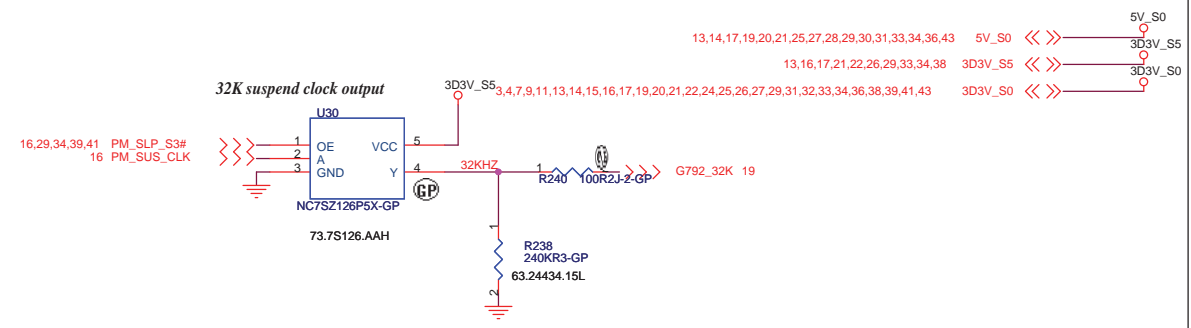 5V_S0
13,14,17,19,20,21,25,27,28,29,30,31,33,34,36,43 5V_S0
3D3V_S5
13,16,17,21,22,26,29,33,34,38 3D3V_S5
3D3V_S0
32K suspend clock output
3D3V_S5
3,4,7,9,11,13,14,15,16,17,19,20,21,22,24,25,26,27,29,31,32,33,34,36,38,39,41,43 3D3V_S0
U30
16,29,34,39,41 PM_SLP_S3#
1 OE VCC 5
16 PM_SUS_CLK
2 A
3 GND Y 4
32KHZ
1
R240 100R2J-2-GP
G792_32K 19
GP
NC7SZ126P5X-GP
73.7S126.AAH
1
R238
240KR3-GP
63.24434.15L
2